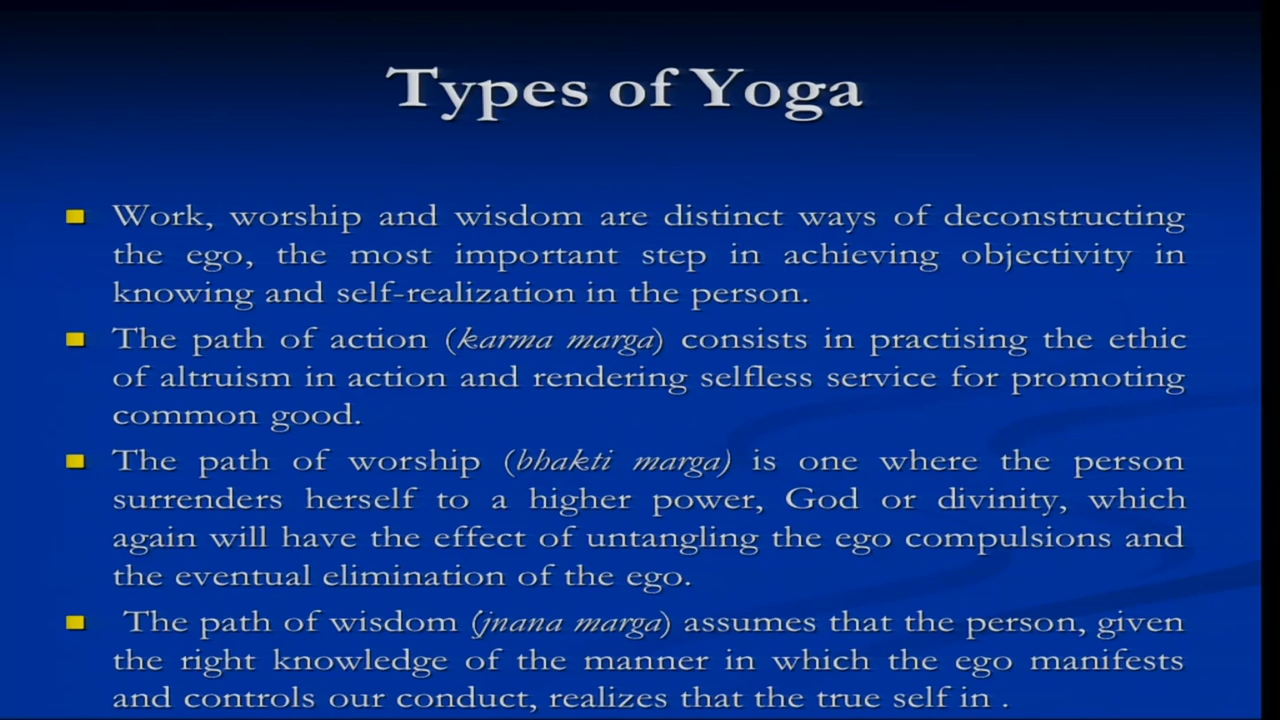 Types of Yoga
Work, worship and wisdom are distinct ways of deconstructing
the ego, the most important step in achieving objectivity in
knowing and self-realization in the person.
The path of action (karma marga) consists in practising the ethic
of altruism in action and rendering selfless service for promoting
common good.
The path of worship (bhakti marga) is one where the person
surrenders herself to a higher power, God or divinity, which
again will have the effect of untangling the ego compulsions and
the eventual elimination of the ego.
The path of wisdom (jnana marga) assumes that the person, given
the right knowledge of the manner in which the ego manifests
and controls our conduct, realizes that the true self in .